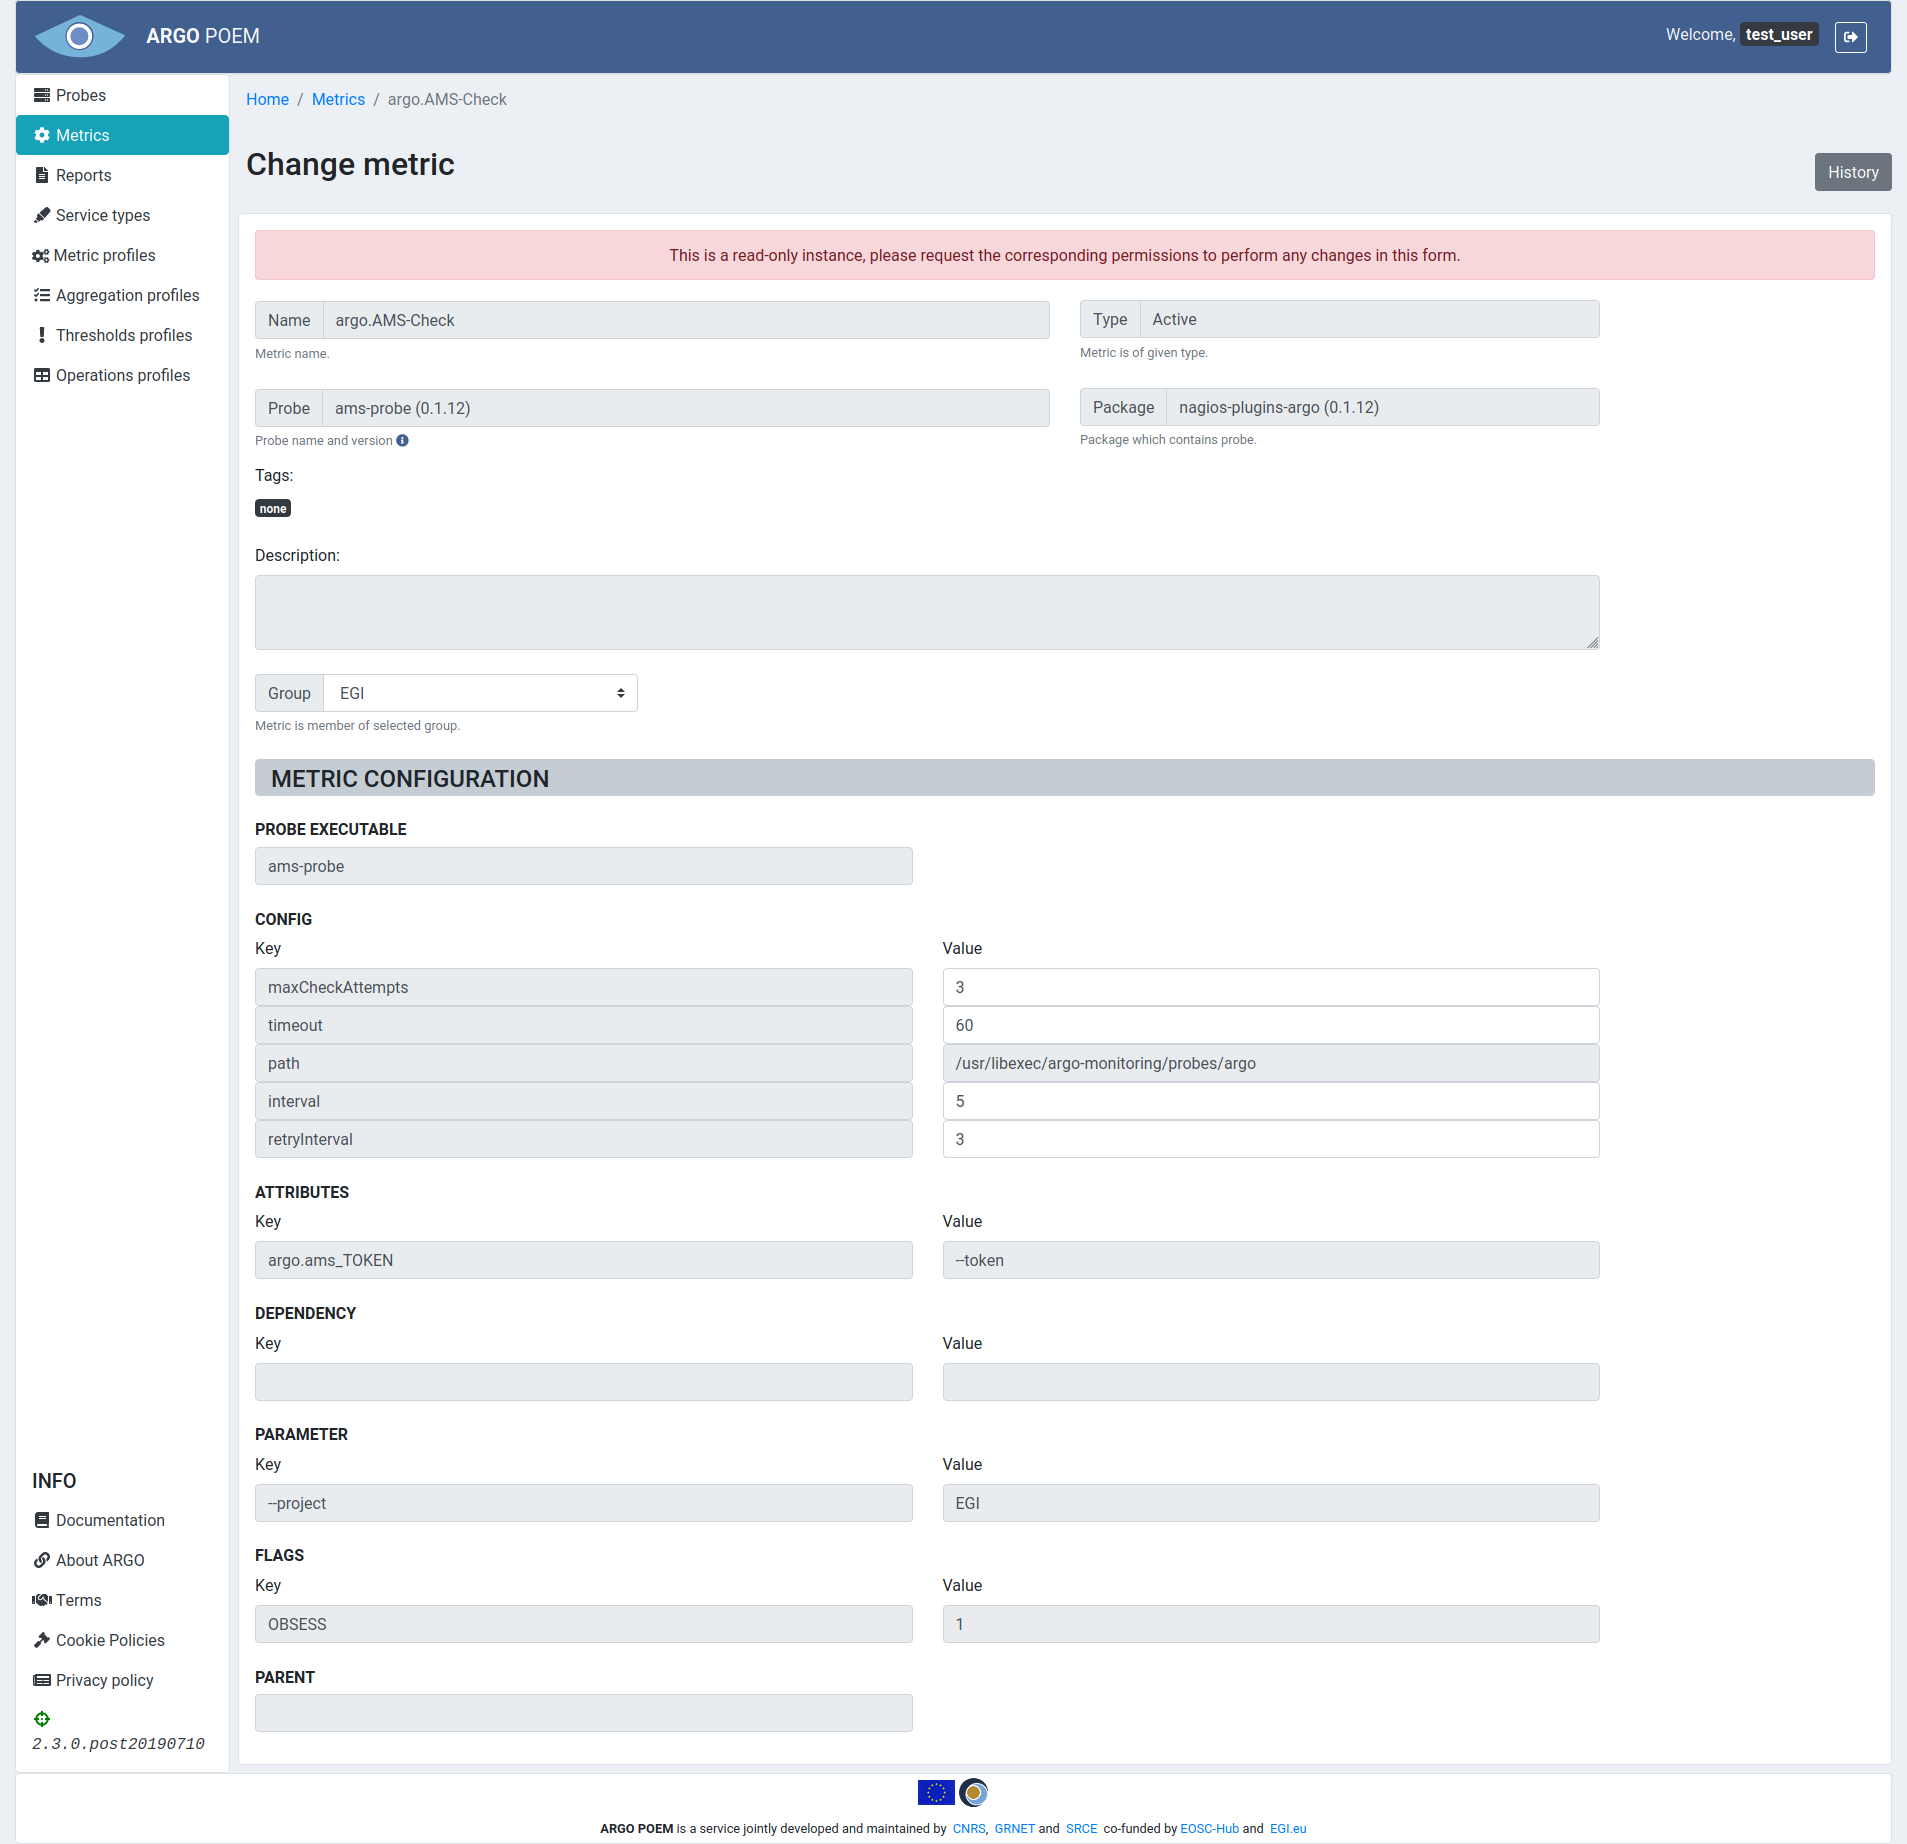 ARGO POEM
Welcome, test_user
Probes
Metrics
Reports
Service types
Metric profiles
Aggregation profiles
Thresholds profiles
Operations profiles
INFO
Documentation
About ARGO
Terms
Cookie Policies
Privacy policy
2.3.0.post20190710
Home / Metrics / argo.AMS-Check
Change metric
History
This is a read-only instance, please request the corresponding permissions to perform any changes in this form.
Name argo.AMS-Check
Metric name.
Type Active
Metric is of given type.
Probe ams-probe (0.1.12)
Probe name and version
Package nagios-plugins-argo (0.1.12)
Package which contains probe.
Tags:
none
Description:
Group EGI
Metric is member of selected group.
METRIC CONFIGURATION
PROBE EXECUTABLE
ams-probe
CONFIG
Key Value
maxCheckAttempts 3
timeout 60
path /usr/libexec/argo-monitoring/probes/argo
interval 5
retryInterval 3
ATTRIBUTES
Key Value
argo.ams_TOKEN --token
DEPENDENCY
Key Value
PARAMETER
Key Value
--project EGI
FLAGS
Key Value
OBSESS 1
PARENT
ARGO POEM is a service jointly developed and maintained by CNRS, GRNET and SRCE co-funded by EOSC-Hub and EGI.eu